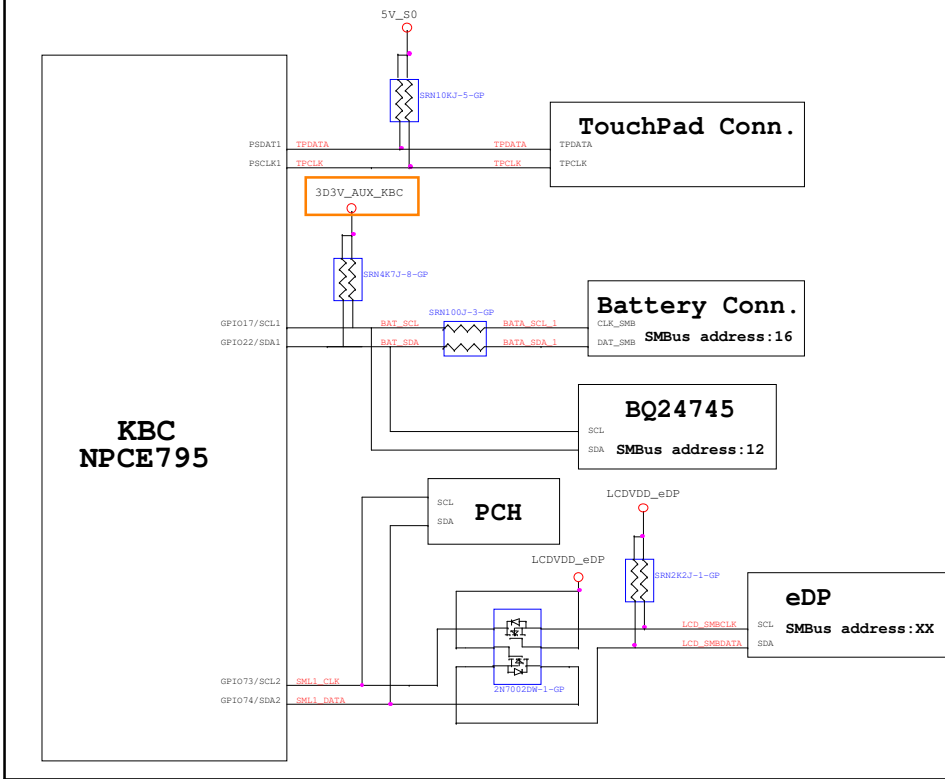 5V_S0
SRN10KJ-5-GP
TouchPad Conn.
PSDAT1 TPDATA TPDATA TPDATA
PSCLK1 TPCLK TPCLK TPCLK
3D3V_AUX_KBC
SRN4K7J-8-GP
Battery Conn.
SRN100J-3-GP
GPIO17/SCL1 BAT_SCL BATA_SCL_1 CLK_SMB
SMBus address:16
GPIO22/SDA1 BAT_SDA BATA_SDA_1 DAT_SMB
BQ24745
SCL
SDA SMBus address:12
KBC
NPCE795
SCL
PCH
SDA
LCDVDD_eDP
LCDVDD_eDP
SRN2K2J-1-GP
eDP
LCD_SMBCLK SCL
SMBus address:XX
LCD_SMBDATA SDA
GPIO73/SCL2 SML1_CLK
2N7002DW-1-GP
GPIO74/SDA2 SML1_DATA